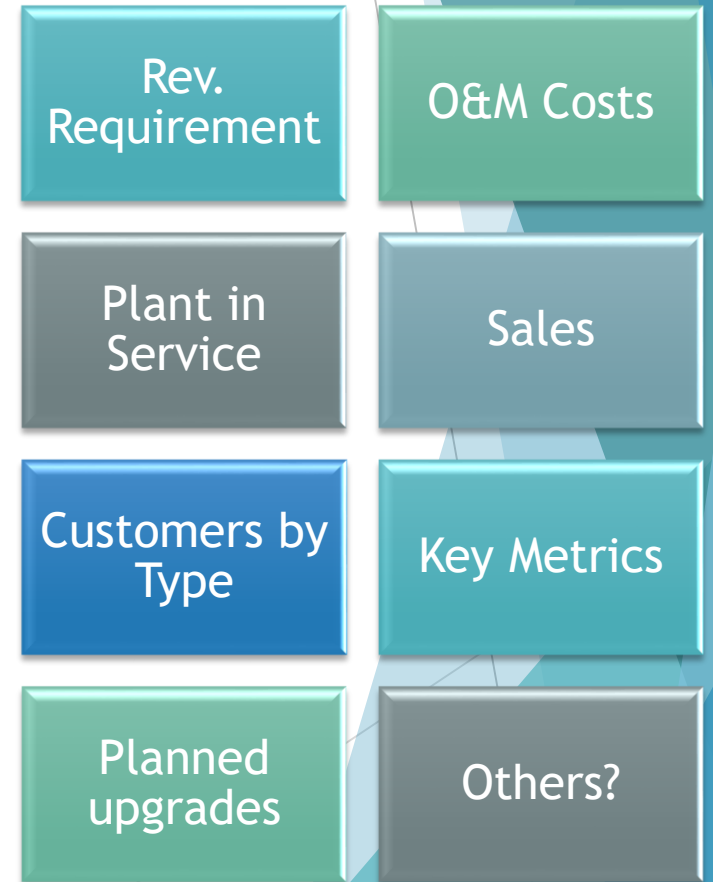 Rev.
Requirement
O&M Costs
Plant in
Service
Sales
Customers by
Type
Key Metrics
Planned
upgrades
Others?